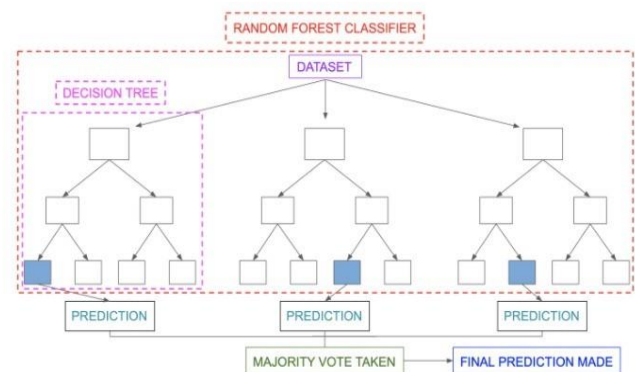 RANDOM FOREST CLASSIFIER
DATASET
DECISION TREE
PREDICTION
PREDICTION
PREDICTION
MAJORITY VOTE TAKEN
FINAL PREDICTION MADE